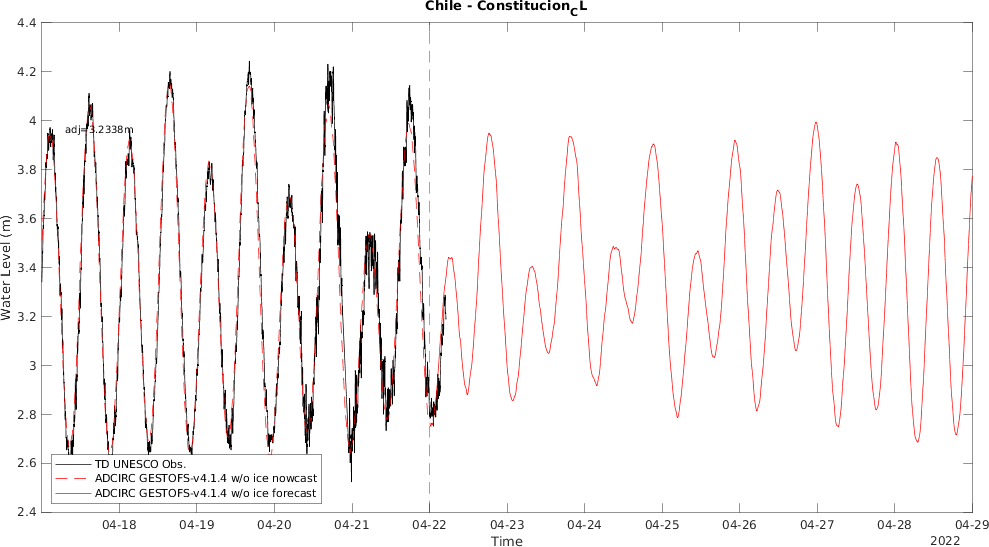 Chile - Constitucion_CL
4.4
4.2
4
3.8
3.6
3.4
3.2
3
2.8
2.6
2.4
Water Level (m)
adj=3.2338m
TD UNESCO Obs.
ADCIRC GESTOFS-v4.1.4 w/o ice nowcast
ADCIRC GESTOFS-v4.1.4 w/o ice forecast
04-18 04-19 04-20 04-21 04-22 04-23 04-24 04-25 04-26 04-27 04-28 04-29
Time
2022